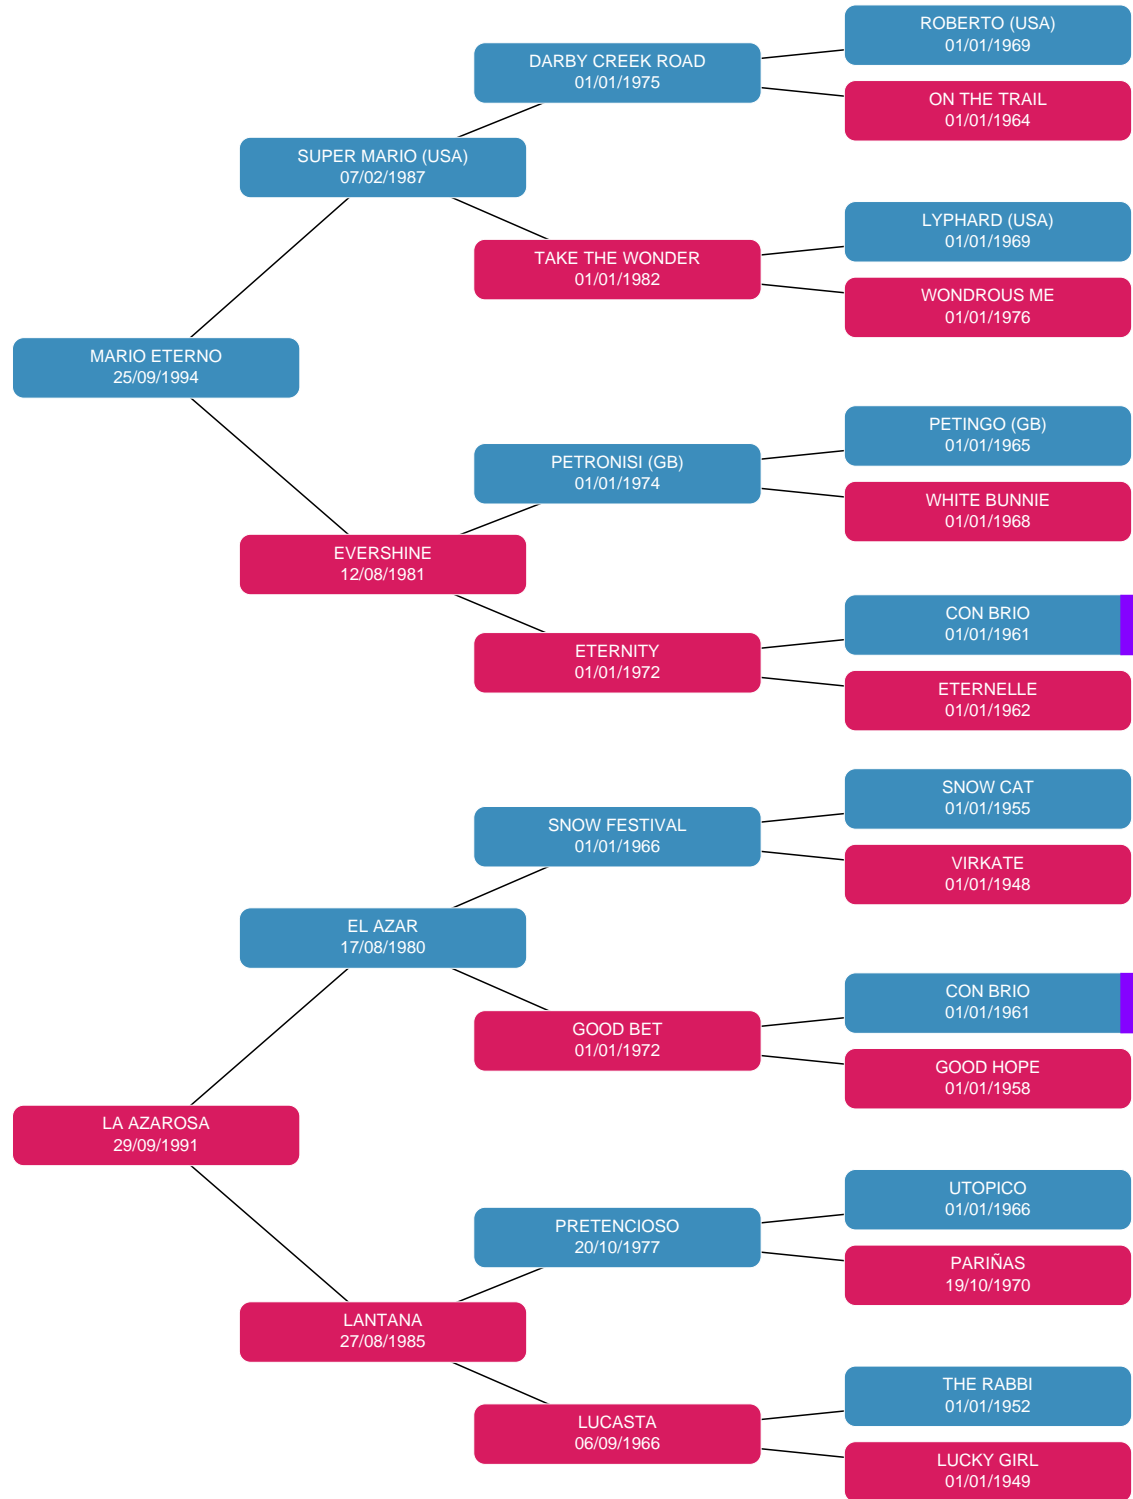 ROBERTO (USA)
01/01/1969
DARBY CREEK ROAD
01/01/1975
ON THE TRAIL
01/01/1964
SUPER MARIO (USA)
07/02/1987
LYPHARD (USA)
01/01/1969
TAKE THE WONDER
01/01/1982
WONDROUS ME
01/01/1976
MARIO ETERNO
25/09/1994
PETINGO (GB)
01/01/1965
PETRONISI (GB)
01/01/1974
WHITE BUNNIE
01/01/1968
EVERSHINE
12/08/1981
CON BRIO
01/01/1961
ETERNITY
01/01/1972
ETERNELLE
01/01/1962
SNOW CAT
01/01/1955
SNOW FESTIVAL
01/01/1966
VIRKATE
01/01/1948
EL AZAR
17/08/1980
CON BRIO
01/01/1961
GOOD BET
01/01/1972
GOOD HOPE
01/01/1958
LA AZAROSA
29/09/1991
UTOPICO
01/01/1966
PRETENCIOSO
20/10/1977
PARIÑAS
19/10/1970
LANTANA
27/08/1985
THE RABBI
01/01/1952
LUCASTA
06/09/1966
LUCKY GIRL
01/01/1949